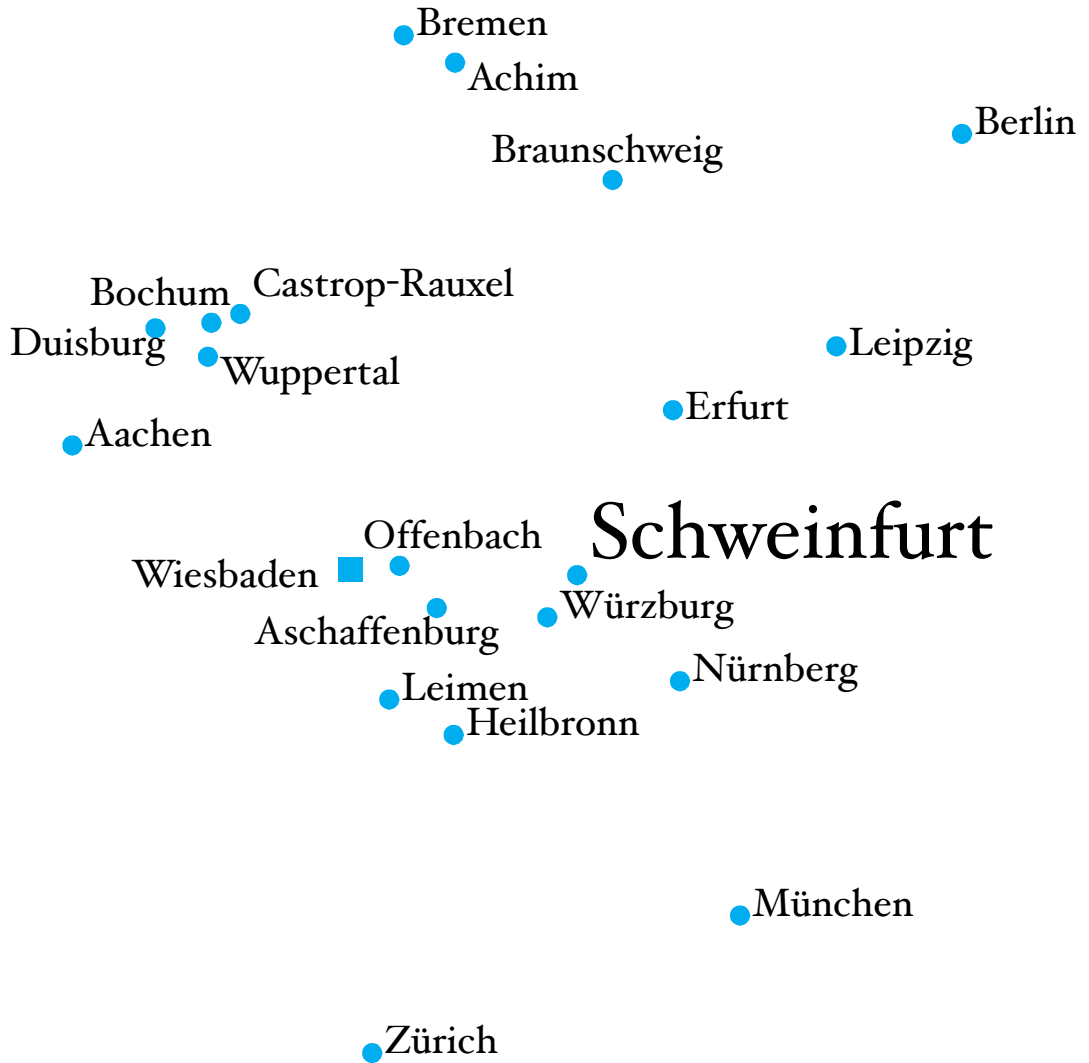 Bremen
Achim
Berlin
Braunschweig
Castrop-Rauxel
Bochum
Duisburg
Leipzig
Wuppertal
Erfurt
Aachen
Schweinfurt
Offenbach
Wiesbaden
Würzburg
Aschaffenburg
Nürnberg
Leimen
Heilbronn
München
Zürich